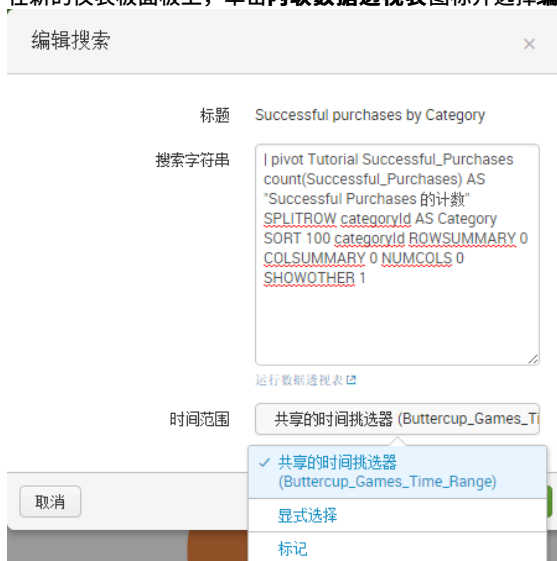 编辑搜索
×
标题 Successful purchases by Category
搜索字符串
| pivot Tutorial Successful_Purchases
count(Successful_Purchases) AS
"Successful Purchases 的计数"
SPLITROW categoryId AS Category
SORT 100 categoryId ROWSUMMARY 0
COLSUMMARY 0 NUMCOLS 0
SHOWOTHER 1
运行数据透视表
时间范围 共享的时间挑选器 (Buttercup_Games_Ti
✓ 共享的时间挑选器
(Buttercup_Games_Time_Range)
取消
显式选择
标记